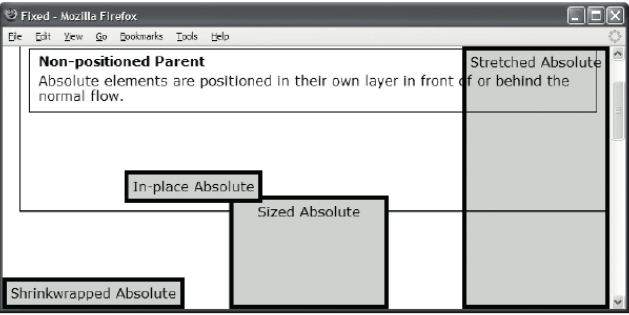 Fixed - Mozilla Firefox
File Edit View Go Bookmarks Tools Help
Non-positioned Parent
Absolute elements are positioned in their own layer in front of or behind the
normal flow.
Stretched Absolute
In-place Absolute
Sized Absolute
Shrinkwrapped Absolute